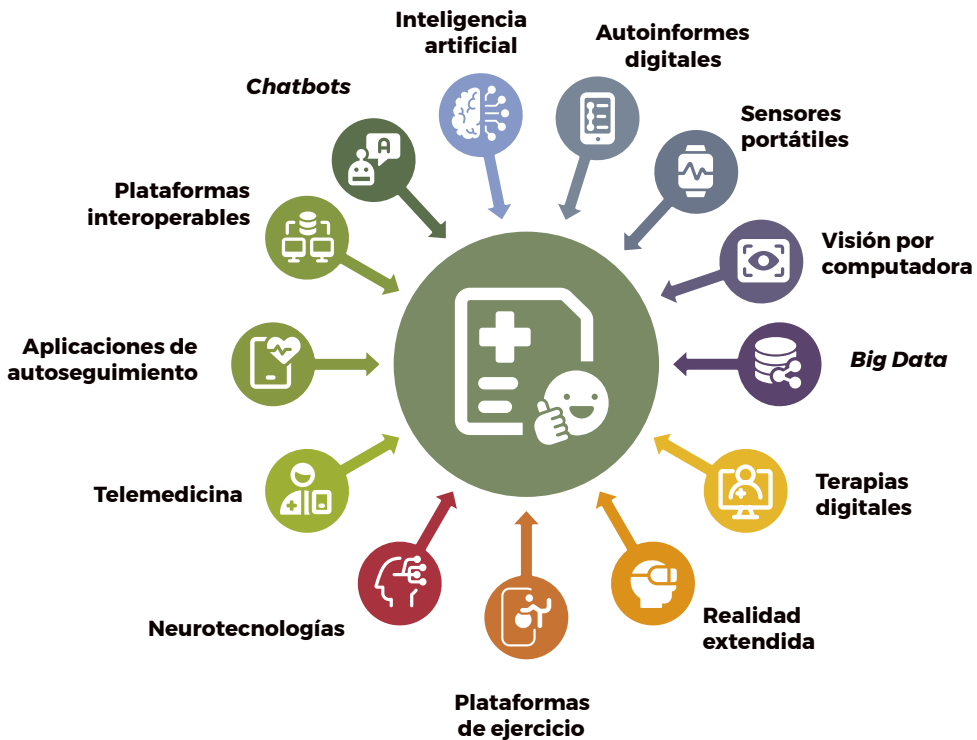 Inteligencia
artificial
Autoinformes
digitales
Sensores
portátiles
Visión por
computadora
Big Data
Terapias
digitales
Realidad
extendida
Plataformas
de ejercicio
Neurotecnologías
Telemedicina
Aplicaciones de
autoseguimiento
Plataformas
interoperables
Chatbots
A